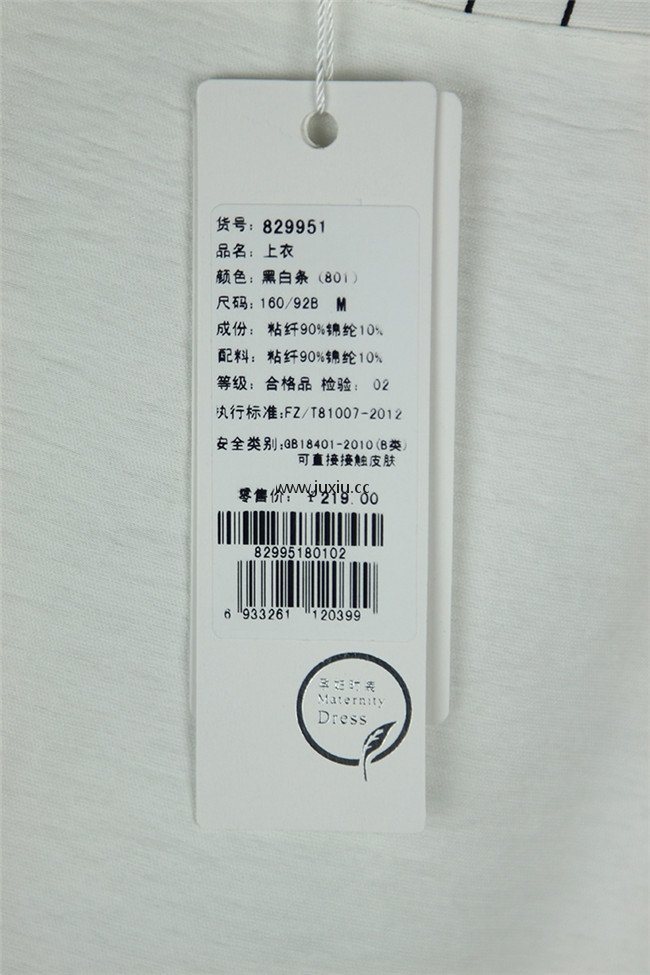 货号: 829951
品名: 上衣
颜色: 黑白条 (801)
尺码: 160/92B M
成份: 粘纤90%锦纶10%
配料: 粘纤90%锦纶10%
等级: 合格品 检验: 02
执行标准:FZ/T81007-2012
安全类别:GB18401-2010(B类)
可直接接触皮肤
www.juxiu.cc
零售价: ¥219.00
82995180102
6 933261 120399
孕妇时装
Maternity
Dress